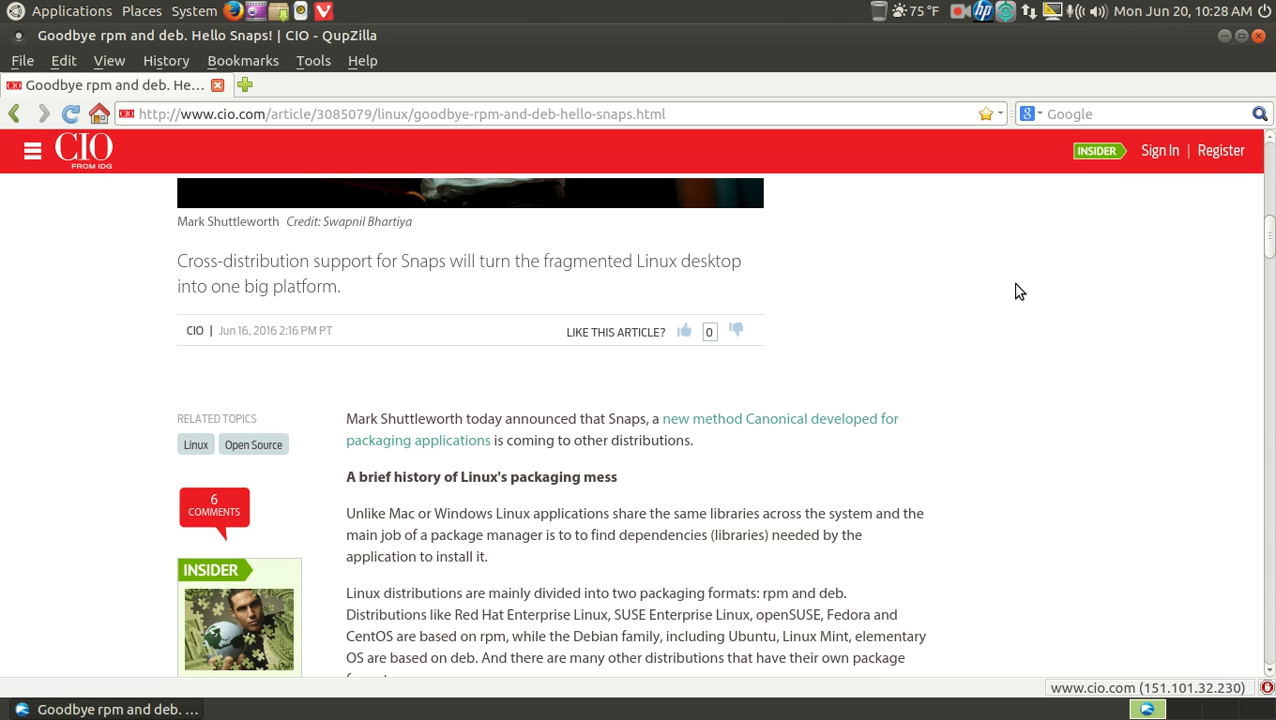 Applications Places System 75 °F Mon Jun 20, 10:28 AM
Goodbye rpm and deb. Hello Snaps! | CIO - QupZilla
File Edit View History Bookmarks Tools Help
CIO Goodbye rpm and deb. He...
CIO http://www.cio.com/article/3985079/linux/goodbye-rpm-and-deb-hello-snaps.html Google
CIO FROM IDG INSIDER Sign In | Register
Mark Shuttleworth Credit: Swapnil Bhartiya
Cross-distribution support for Snaps will turn the fragmented Linux desktop
into one big platform.
CIO | Jun 16, 2016 2:16 PM PT LIKE THIS ARTICLE? 0
RELATED TOPICS
Linux Open Source
6
COMMENTS
INSIDER
Mark Shuttleworth today announced that Snaps, a new method Canonical developed for
packaging applications is coming to other distributions.
A brief history of Linux's packaging mess
Unlike Mac or Windows Linux applications share the same libraries across the system and the
main job of a package manager is to to find dependencies (libraries) needed by the
application to install it.
Linux distributions are mainly divided into two packaging formats: rpm and deb.
Distributions like Red Hat Enterprise Linux, SUSE Enterprise Linux, openSUSE, Fedora and
CentOS are based on rpm, while the Debian family, including Ubuntu, Linux Mint, elementary
OS are based on deb. And there are many other distributions that have their own package
www.cio.com (151.101.32.230)
Goodbye rpm and deb. ...